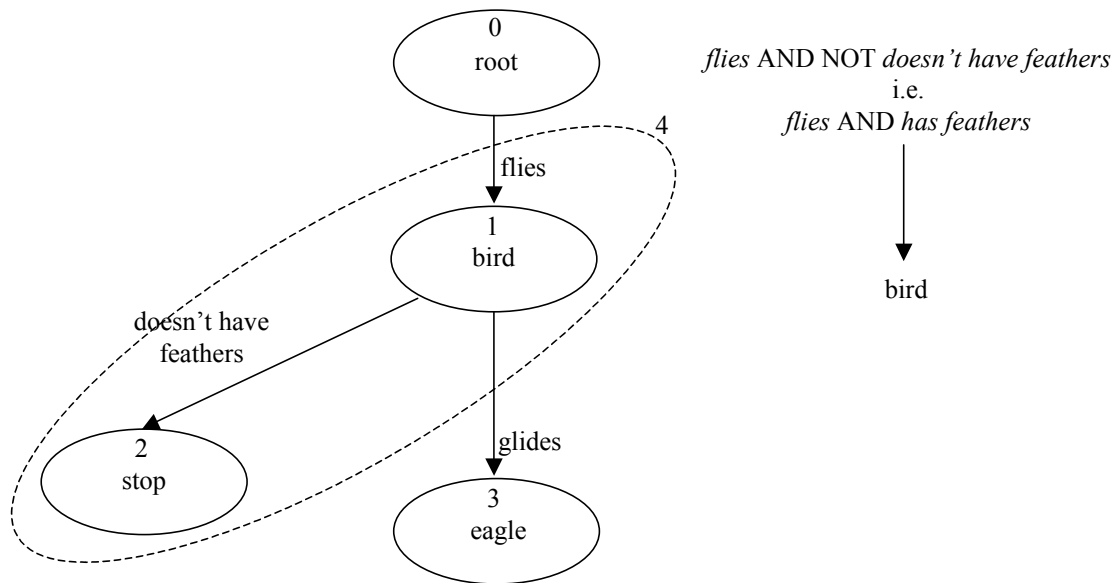 0
root
flies AND NOT doesn’t have feathers
i.e.
flies AND has feathers
4
flies
1
bird
bird
doesn’t have
feathers
glides
2
stop
3
eagle